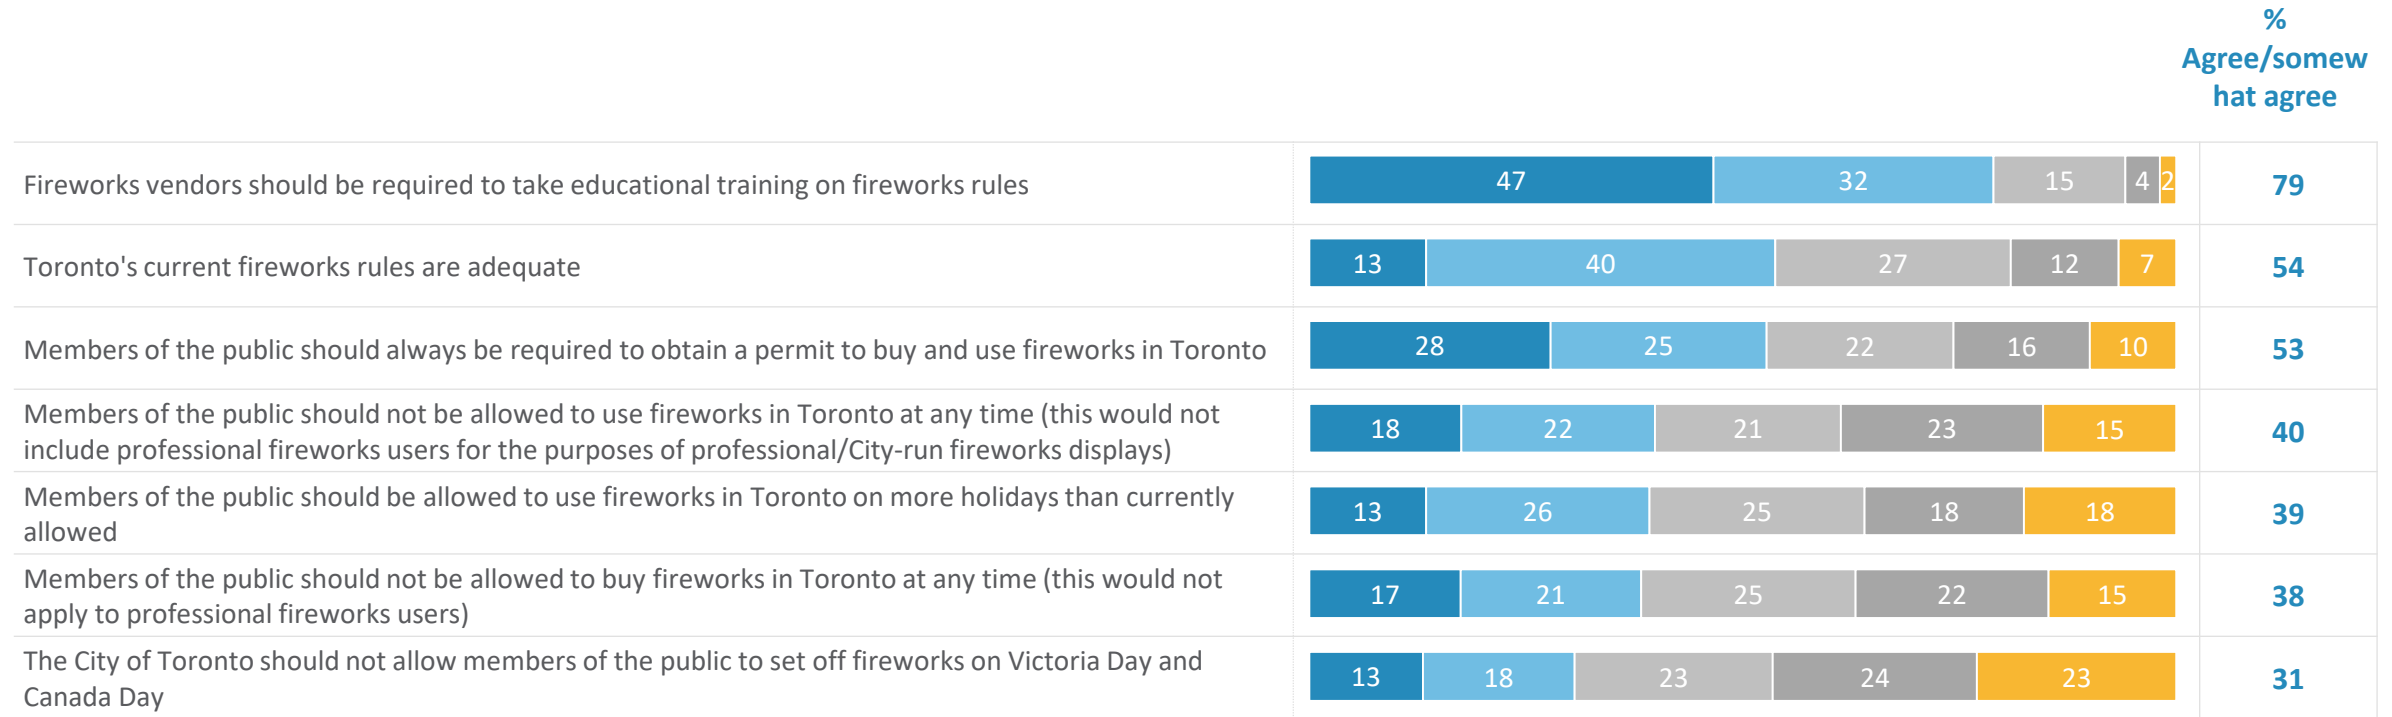 %
Agree/somew
hat agree
Fireworks vendors should be required to take educational training on fireworks rules
47 32 15 4 2
79
Toronto's current fireworks rules are adequate
13 40 27 12 7
54
Members of the public should always be required to obtain a permit to buy and use fireworks in Toronto
28 25 22 16 10
53
Members of the public should not be allowed to use fireworks in Toronto at any time (this would not
include professional fireworks users for the purposes of professional/City-run fireworks displays)
18 22 21 23 15
40
Members of the public should be allowed to use fireworks in Toronto on more holidays than currently
allowed
13 26 25 18 18
39
Members of the public should not be allowed to buy fireworks in Toronto at any time (this would not
apply to professional fireworks users)
17 21 25 22 15
38
The City of Toronto should not allow members of the public to set off fireworks on Victoria Day and
Canada Day
13 18 23 24 23
31